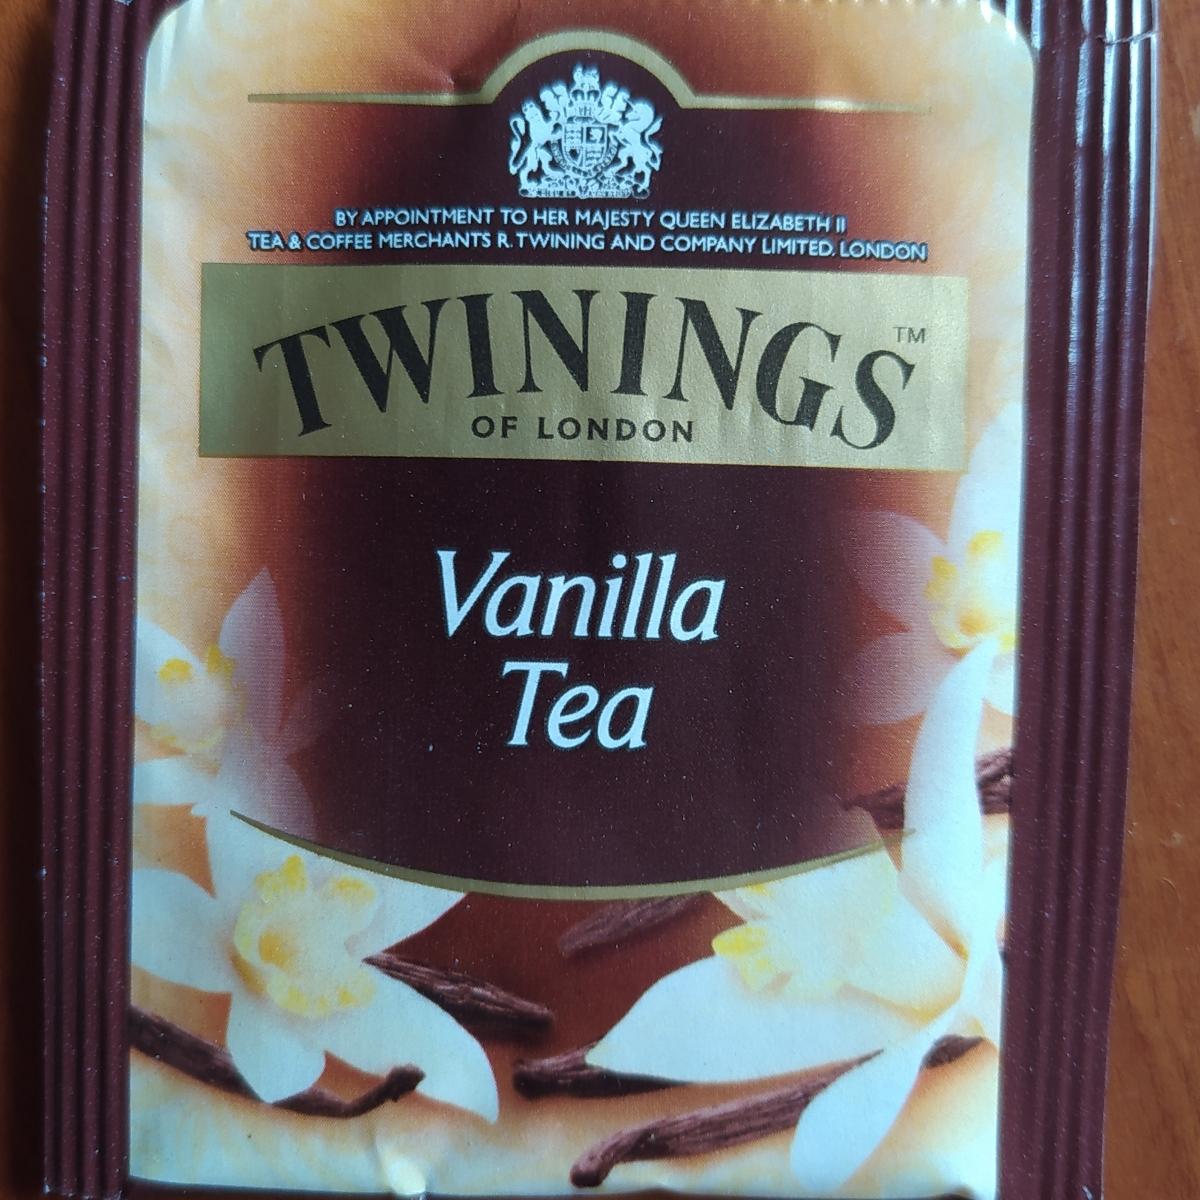 BY APPOINTMENT TO HER MAJESTY QUEEN ELIZABETH II
TEA & COFFEE MERCHANTS R. TWINING AND COMPANY LIMITED. LONDON
TWININGS™
OF LONDON
Vanilla
Tea